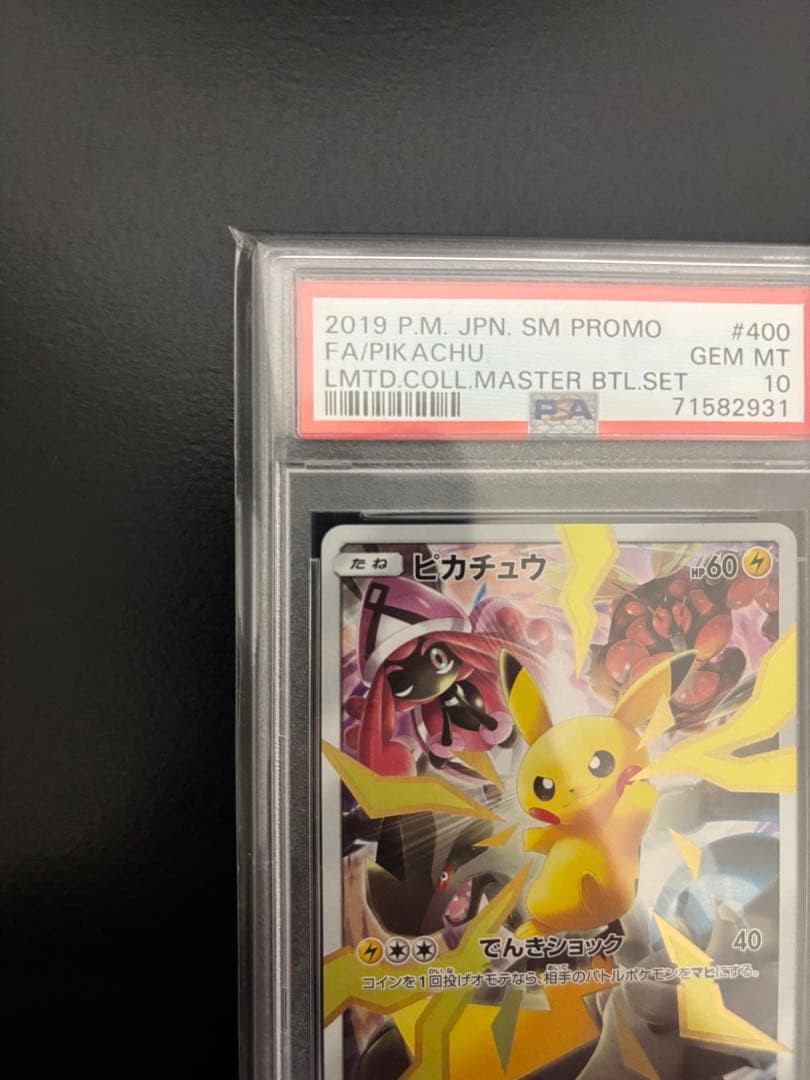 2019 P.M. JPN. SM PROMO #400
FA/PIKACHU GEM MT
LMTD.COLL.MASTER BTL.SET 10
PSA 71582931
たね ピカチュウ HP60
でんきショック 40
コインを1回投げオモテなら、相手のバトルポケモンをマヒにする。